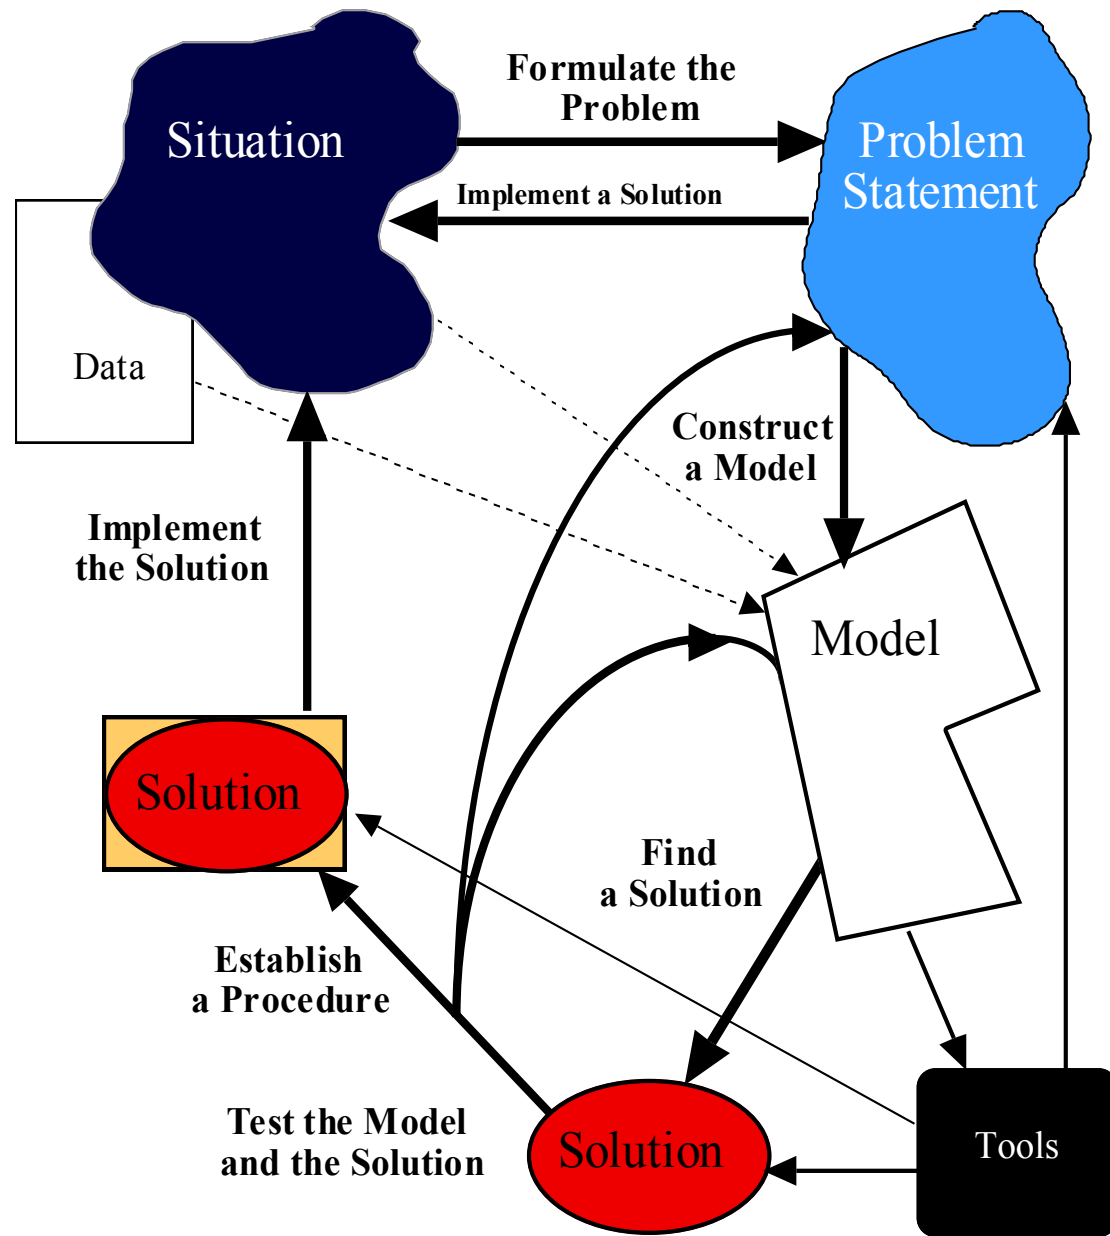 Formulate the
Problem
Situation
Problem
Statement
Implement a Solution
Data
Construct
a Model
Implement
the Solution
Model
Solution
Find
a Solution
Establish
a Procedure
Test the Model
and the Solution
Solution
Tools